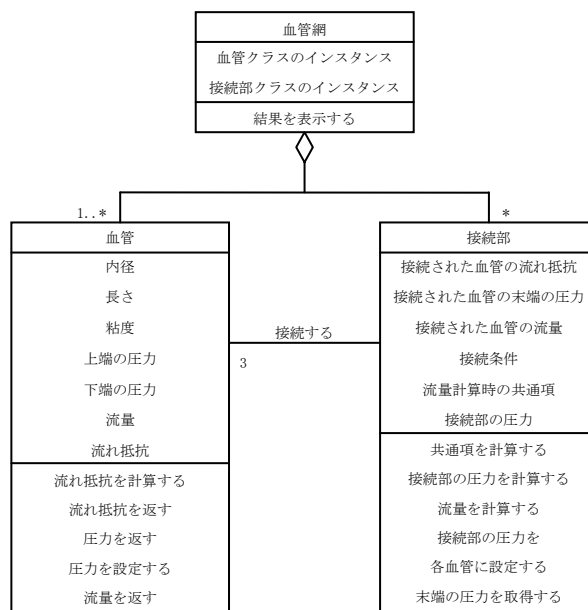 血管網
血管クラスのインスタンス
接続部クラスのインスタンス
結果を表示する
1..*
*
血管
内径
長さ
粘度
上端の圧力
下端の圧力
流量
流れ抵抗
流れ抵抗を計算する
流れ抵抗を返す
圧力を返す
圧力を設定する
流量を返す
接続する
3
接続部
接続された血管の流れ抵抗
接続された血管の末端の圧力
接続された血管の流量
接続条件
流量計算時の共通項
接続部の圧力
共通項を計算する
接続部の圧力を計算する
流量を計算する
接続部の圧力を
各血管に設定する
末端の圧力を取得する